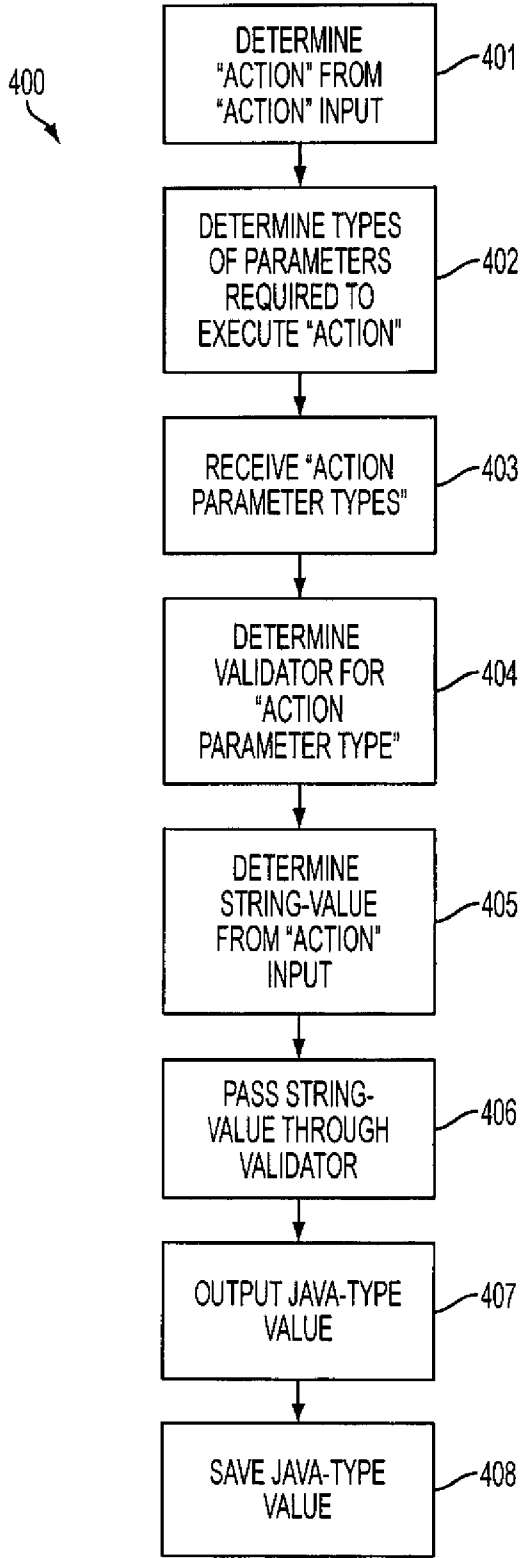 400
DETERMINE
“ACTION” FROM
“ACTION” INPUT
401
DETERMINE TYPES
OF PARAMETERS
REQUIRED TO
EXECUTE “ACTION”
402
RECEIVE “ACTION
PARAMETER TYPES”
403
DETERMINE
VALIDATOR FOR
“ACTION
PARAMETER TYPE”
404
DETERMINE
STRING-VALUE
FROM “ACTION”
INPUT
405
PASS STRING-
VALUE THROUGH
VALIDATOR
406
OUTPUT JAVA-TYPE
VALUE
407
SAVE JAVA-TYPE
VALUE
408